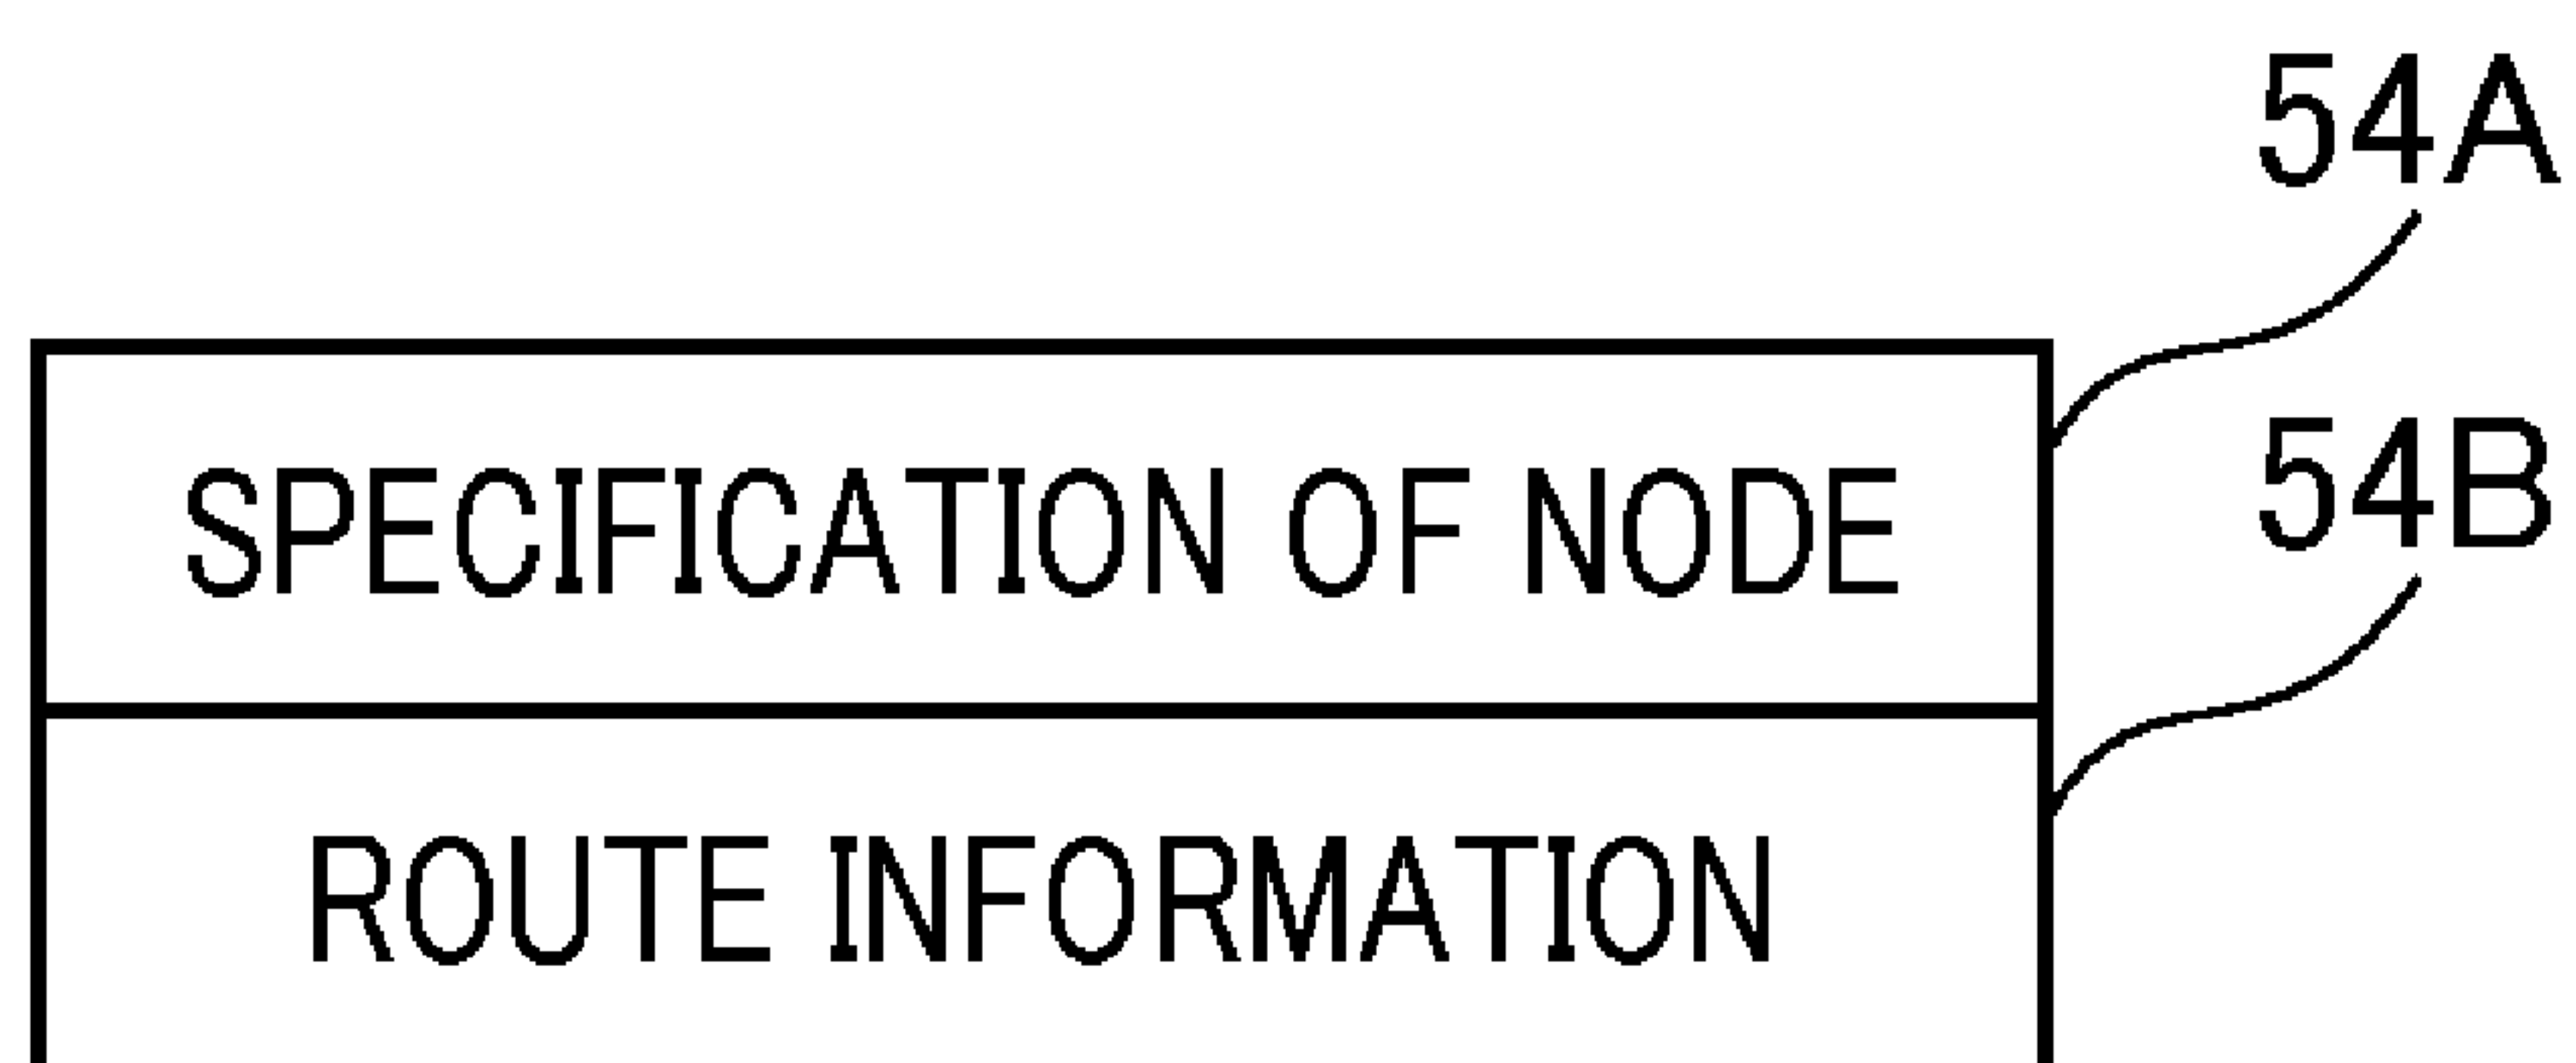 54A
SPECIFICATION OF NODE
54B
ROUTE INFORMATION